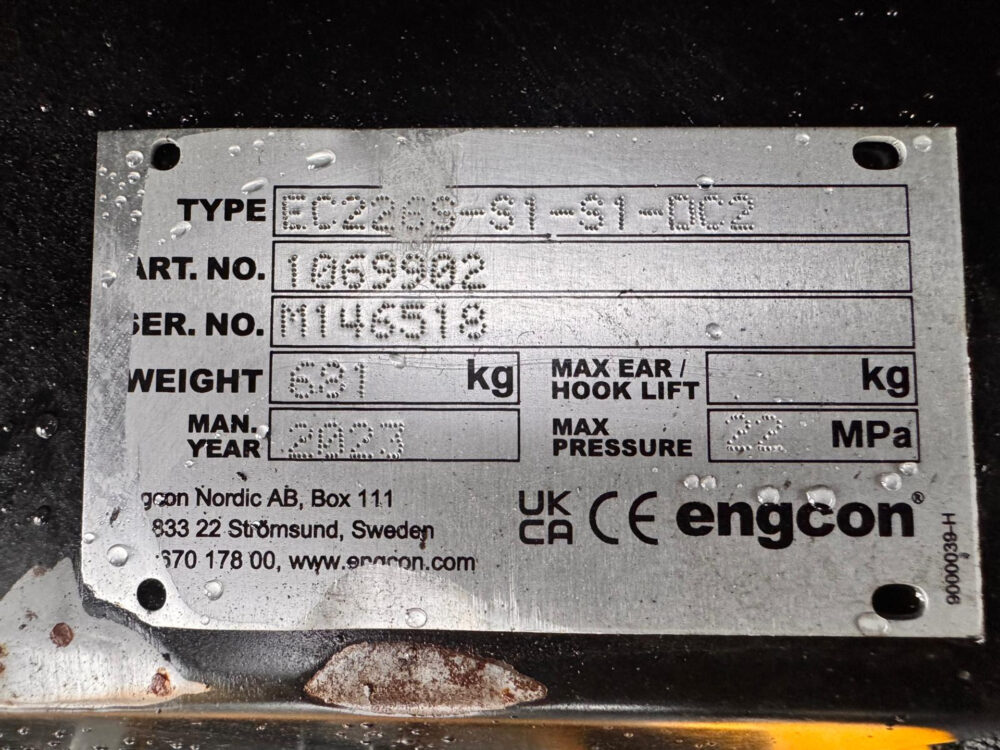 TYPE EC226S-S1-S1-DC2
ART. NO. 1069902
SER. NO. M146518
WEIGHT kg
MAX EAR /
HOOK LIFT kg
MAN.
YEAR 2023
MAX
PRESSURE 22 MPa
gcon Nordic AB, Box 111
833 22 Strömsund, Sweden
670 178 00, www.engcon.com
UK
CA CE engcon®
9000039-H